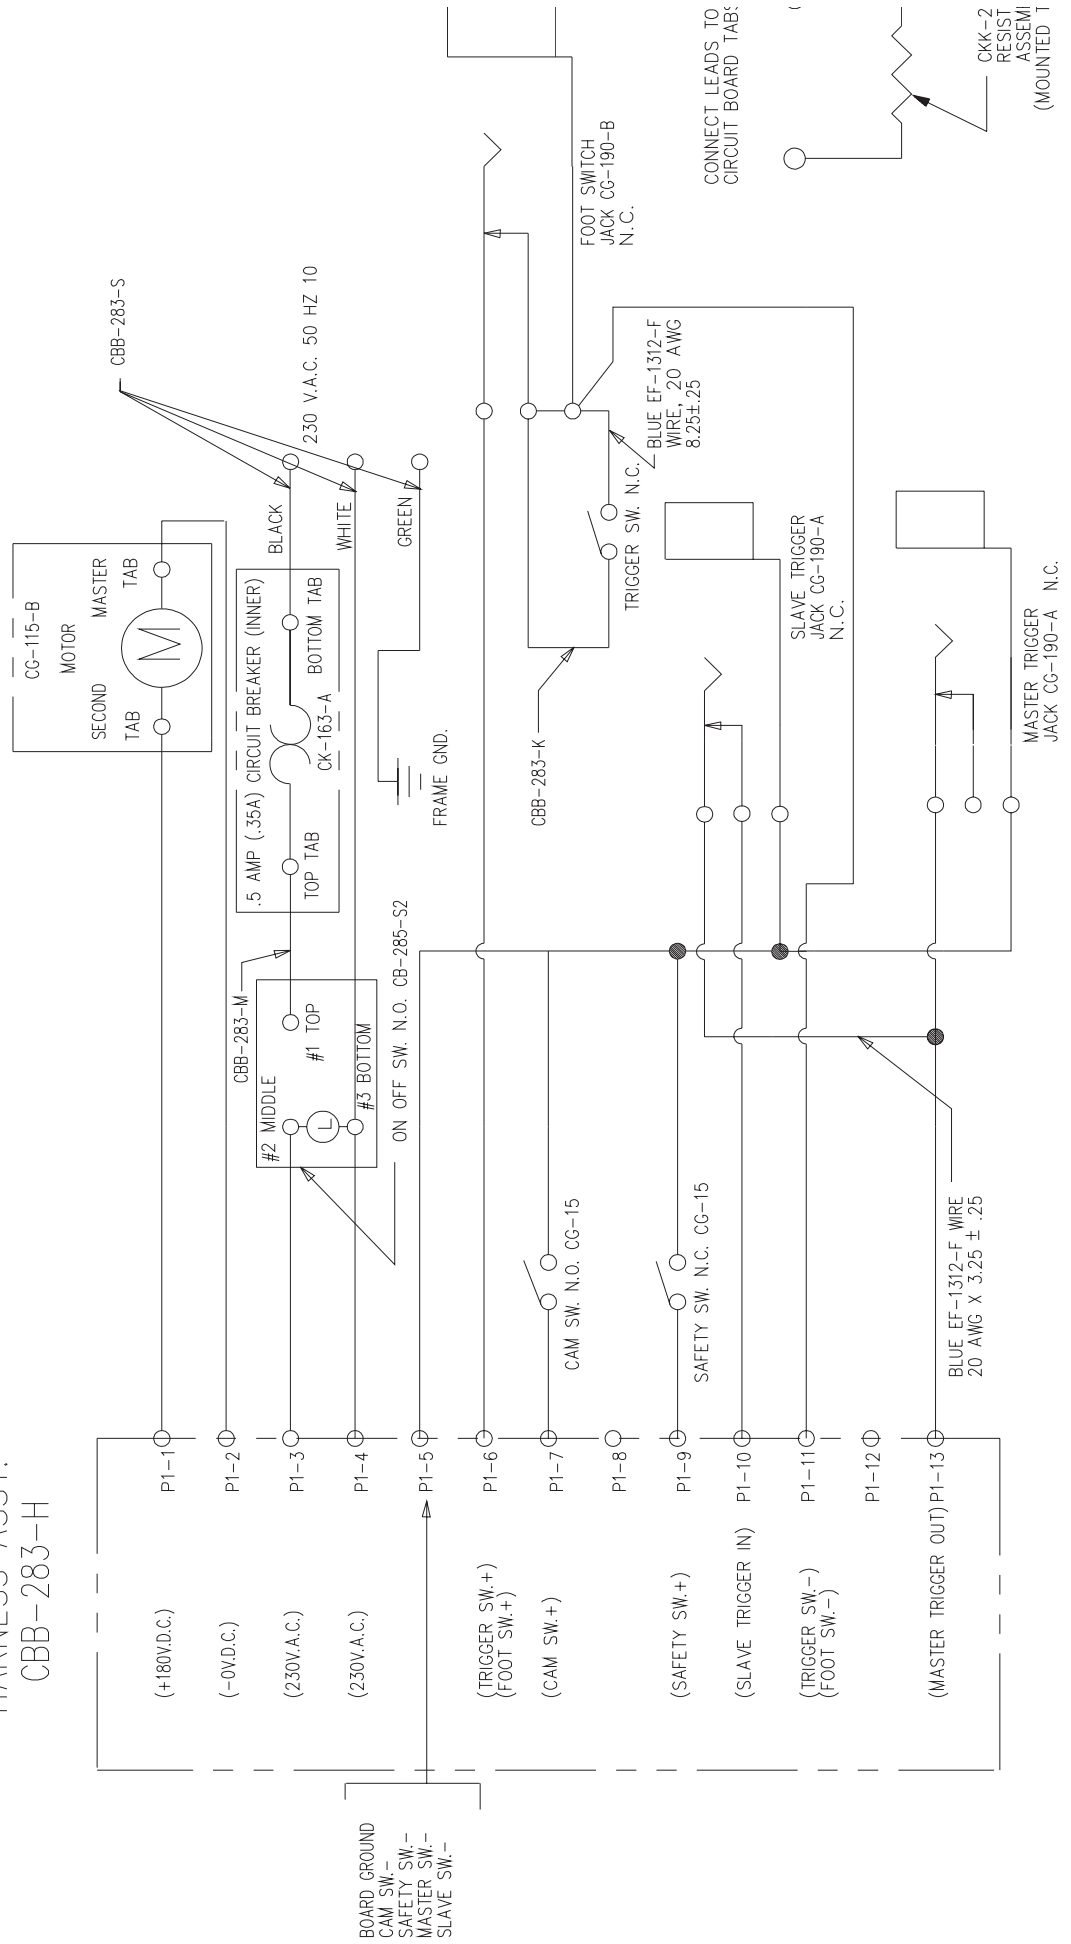 CBB-283-H
BOARD GROUND
CAM SW.-
SAFETY SW.-
MASTER SW.-
SLAVE SW.-
(+180V.D.C.)
P1-1
(-0V.D.C.)
P1-2
(230V.A.C.)
P1-3
(230V.A.C.)
P1-4
P1-5
(TRIGGER SW.+)
(FOOT SW.+)
P1-6
(CAM SW.+)
P1-7
P1-8
(SAFETY SW.+)
P1-9
(SLAVE TRIGGER IN)
P1-10
(TRIGGER SW.-)
(FOOT SW.-)
P1-11
P1-12
(MASTER TRIGGER OUT)
P1-13
CG-115-B
MOTOR
SECOND
TAB
MASTER
TAB
M
CBB-283-S
.5 AMP (.35A) CIRCUIT BREAKER (INNER)
TOP TAB
CK-163-A
BOTTOM TAB
BLACK
230 V.A.C. 50 HZ 10
WHITE
GREEN
FRAME GND.
CBB-283-M
#2 MIDDLE
#1 TOP
L
#3 BOTTOM
ON OFF SW. N.O. CB-285-S2
CAM SW. N.O. CG-15
SAFETY SW. N.C. CG-15
CBB-283-K
TRIGGER SW. N.C.
BLUE EF-1312-F
WIRE, 20 AWG
8.25±.25
FOOT SWITCH
JACK CG-190-B
N.C.
SLAVE TRIGGER
JACK CG-190-A
N.C.
MASTER TRIGGER
JACK CG-190-A N.C.
BLUE EF-1312-F WIRE
20 AWG X 3.25 ± .25
CONNECT LEADS TO
CIRCUIT BOARD TABS
CKK-2
RESIST
ASSEM
(MOUNTED T